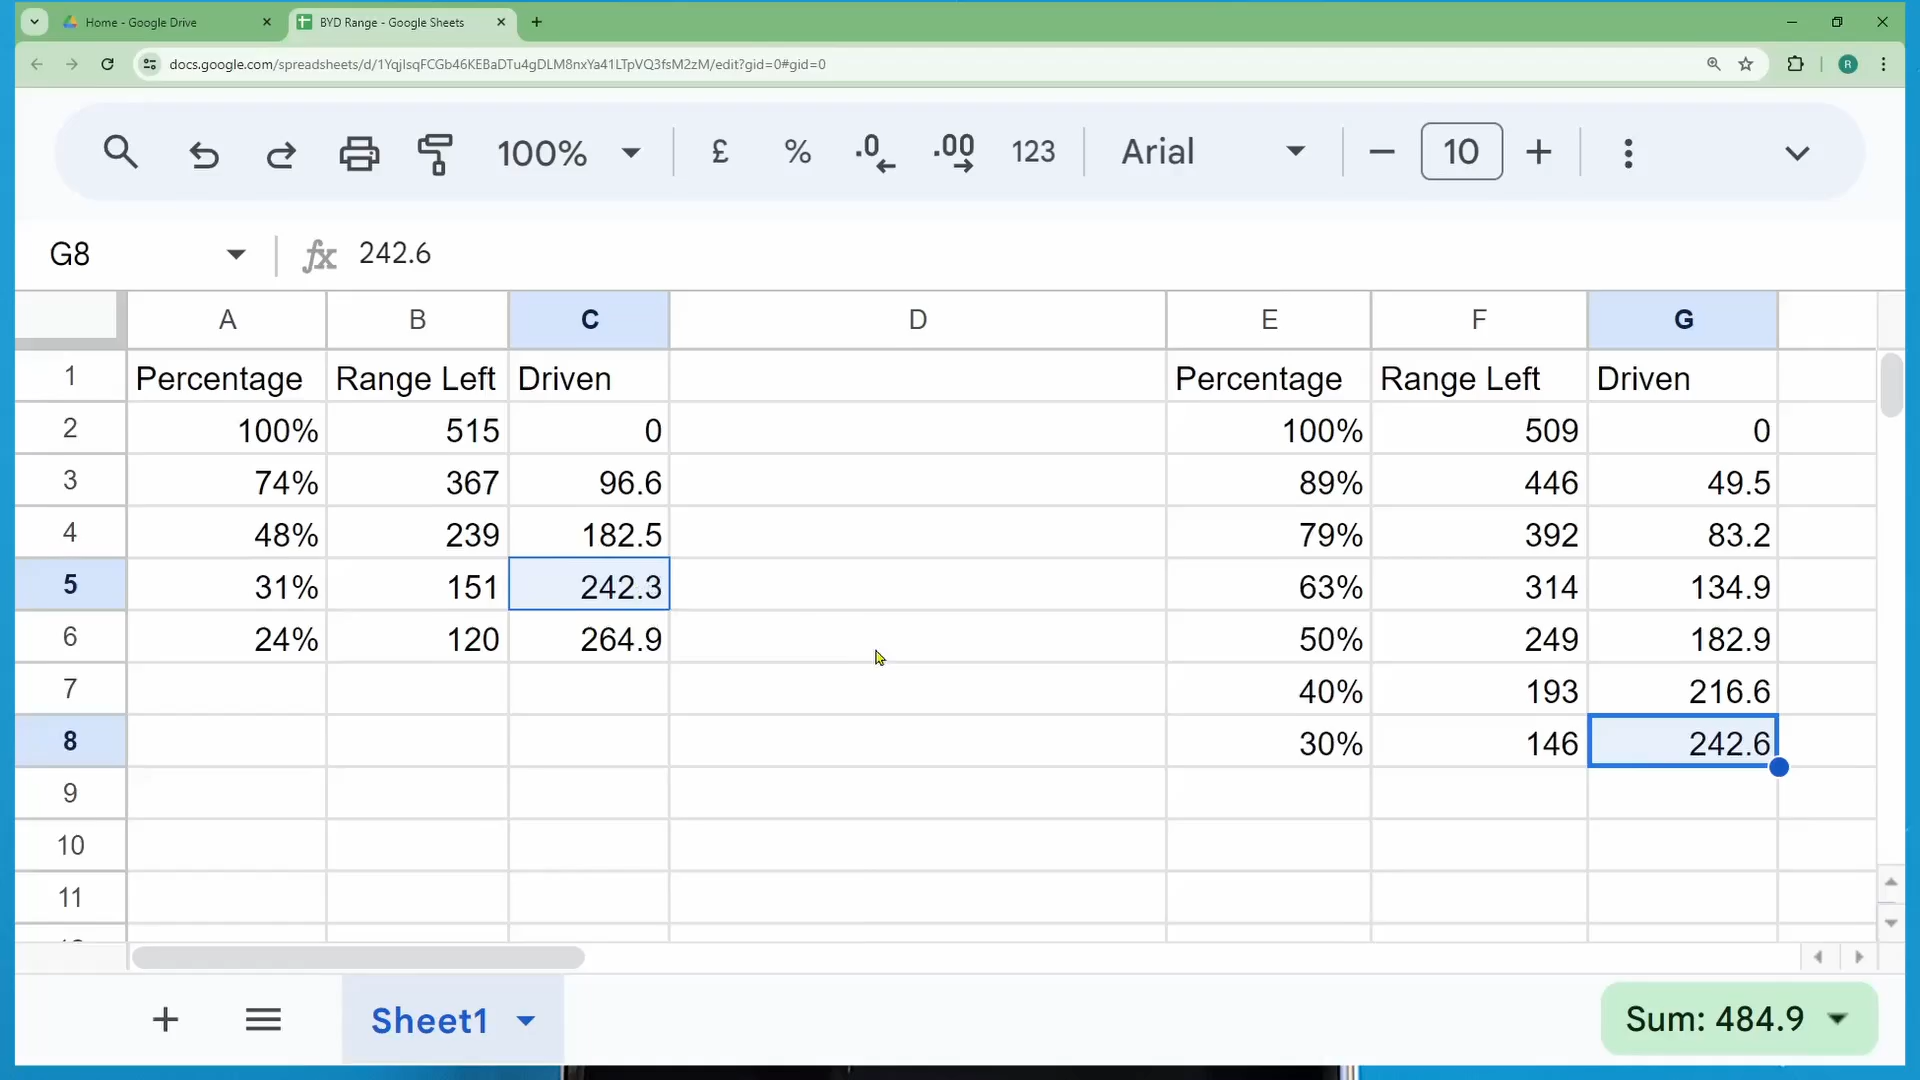 Home - Google Drive
BYD Range - Google Sheets
docs.google.com/spreadsheets/d/1YqjIsqFCGb46KEBaDTu4gDLM8nxYa41LTpVQ3fsM2zM/edit?gid=0#gid=0
R
100% £ % .0 .00 123 Arial 10
G8 fx 242.6
A B C D E F G
1 Percentage Range Left Driven Percentage Range Left Driven
2 100% 515 0 100% 509 0
3 74% 367 96.6 89% 446 49.5
4 48% 239 182.5 79% 392 83.2
5 31% 151 242.3 63% 314 134.9
6 24% 120 264.9 50% 249 182.9
7 40% 193 216.6
8 30% 146 242.6
9
10
11
Sheet1 Sum: 484.9